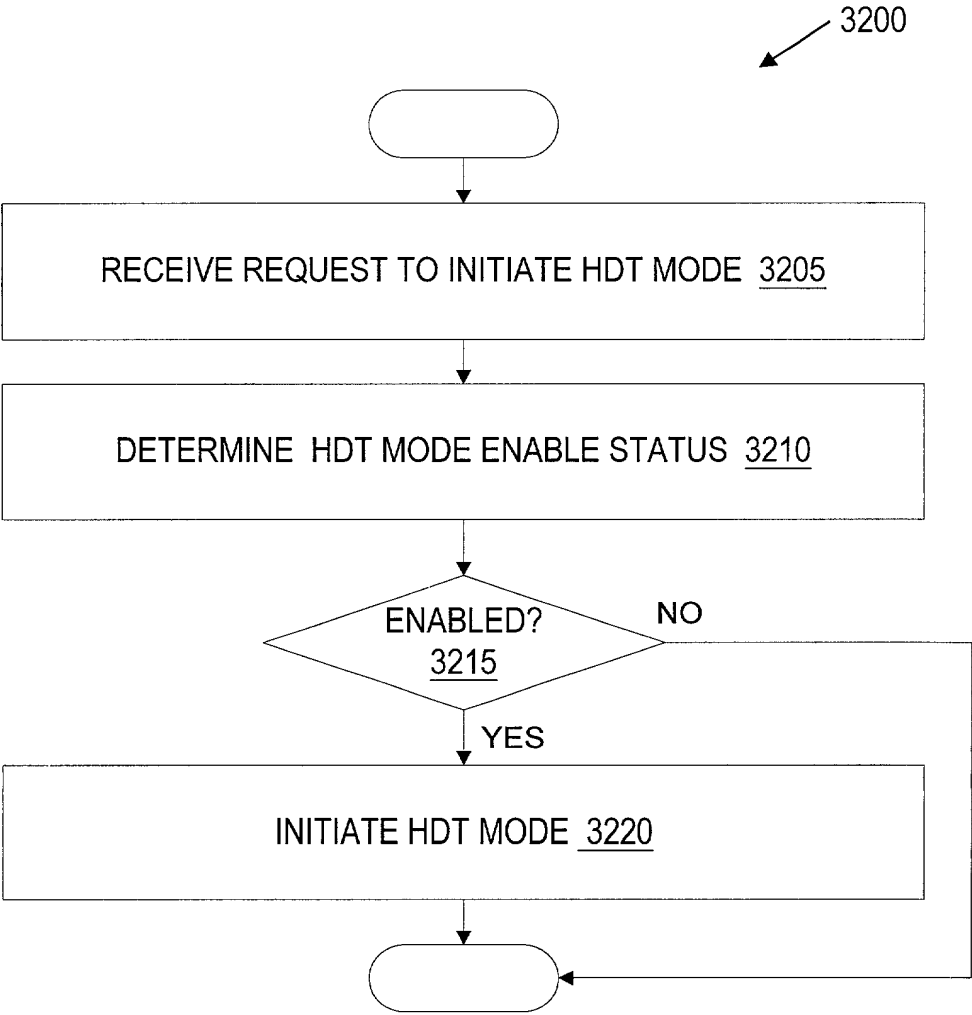 3200
RECEIVE REQUEST TO INITIATE HDT MODE 3205
DETERMINE HDT MODE ENABLE STATUS 3210
ENABLED?
3215
NO
YES
INITIATE HDT MODE 3220